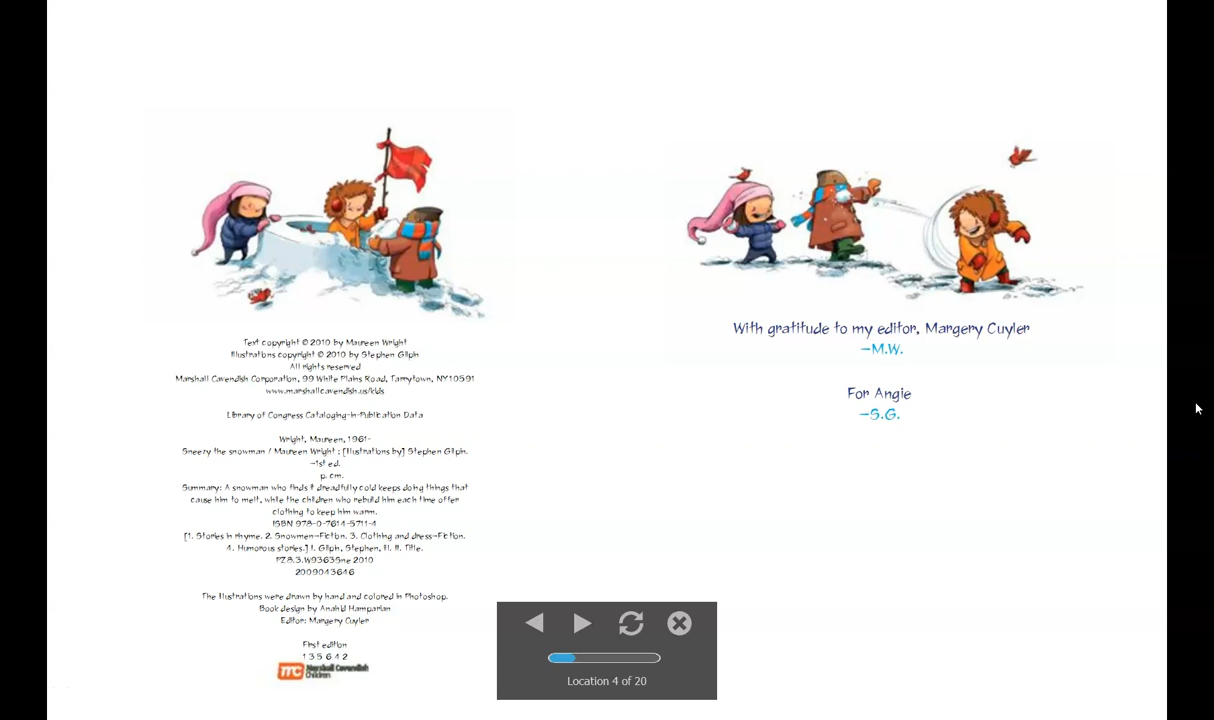 Text copyright © 2010 by Maureen Wright
Illustrations copyright © 2010 by Stephen Gilpin
All rights reserved
Marshall Cavendish Corporation, 99 White Plains Road, Tarrytown, NY 10591
www.marshallcavendish.us/kids
Library of Congress Cataloging-in-Publication Data
Wright, Maureen, 1961-
Sneezy the snowman / Maureen Wright ; [illustrations by] Stephen Gilpin.
—1st ed.
p. cm.
Summary: A snowman who finds it dreadfully cold keeps doing things that
cause him to melt, while the children who rebuild him each time offer
clothing to keep him warm.
ISBN 978-0-7614-5711-4
[1. Stories in rhyme. 2. Snowmen—Fiction. 3. Clothing and dress—Fiction.
4. Humorous stories.] I. Gilpin, Stephen, ill. II. Title.
PZ8.3.W9363Sne 2010
2009043646
The illustrations were drawn by hand and colored in Photoshop.
Book design by Anahid Hamparian
Editor: Margery Cuyler
First edition
1 3 5 6 4 2
mc Marshall Cavendish
Children
With gratitude to my editor, Margery Cuyler
—M.W.
For Angie
—S.G.
Location 4 of 20